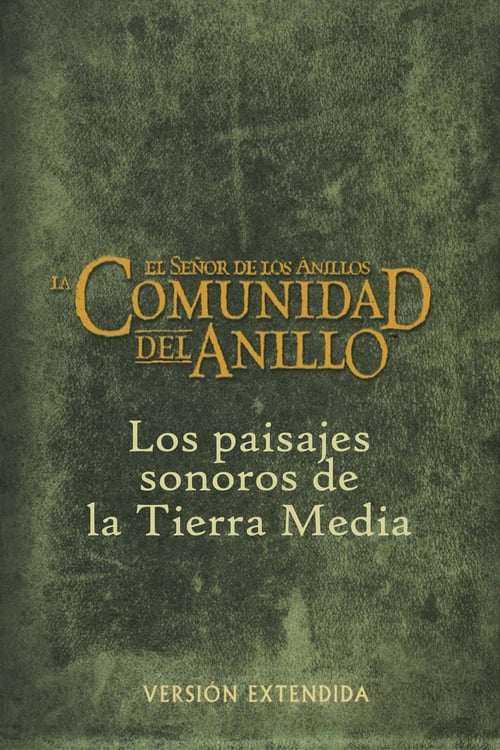 EL SEÑOR DE LOS ANILLOS
LA COMUNIDAD
DEL ANILLO
Los paisajes
sonoros de
la Tierra Media
VERSIÓN EXTENDIDA